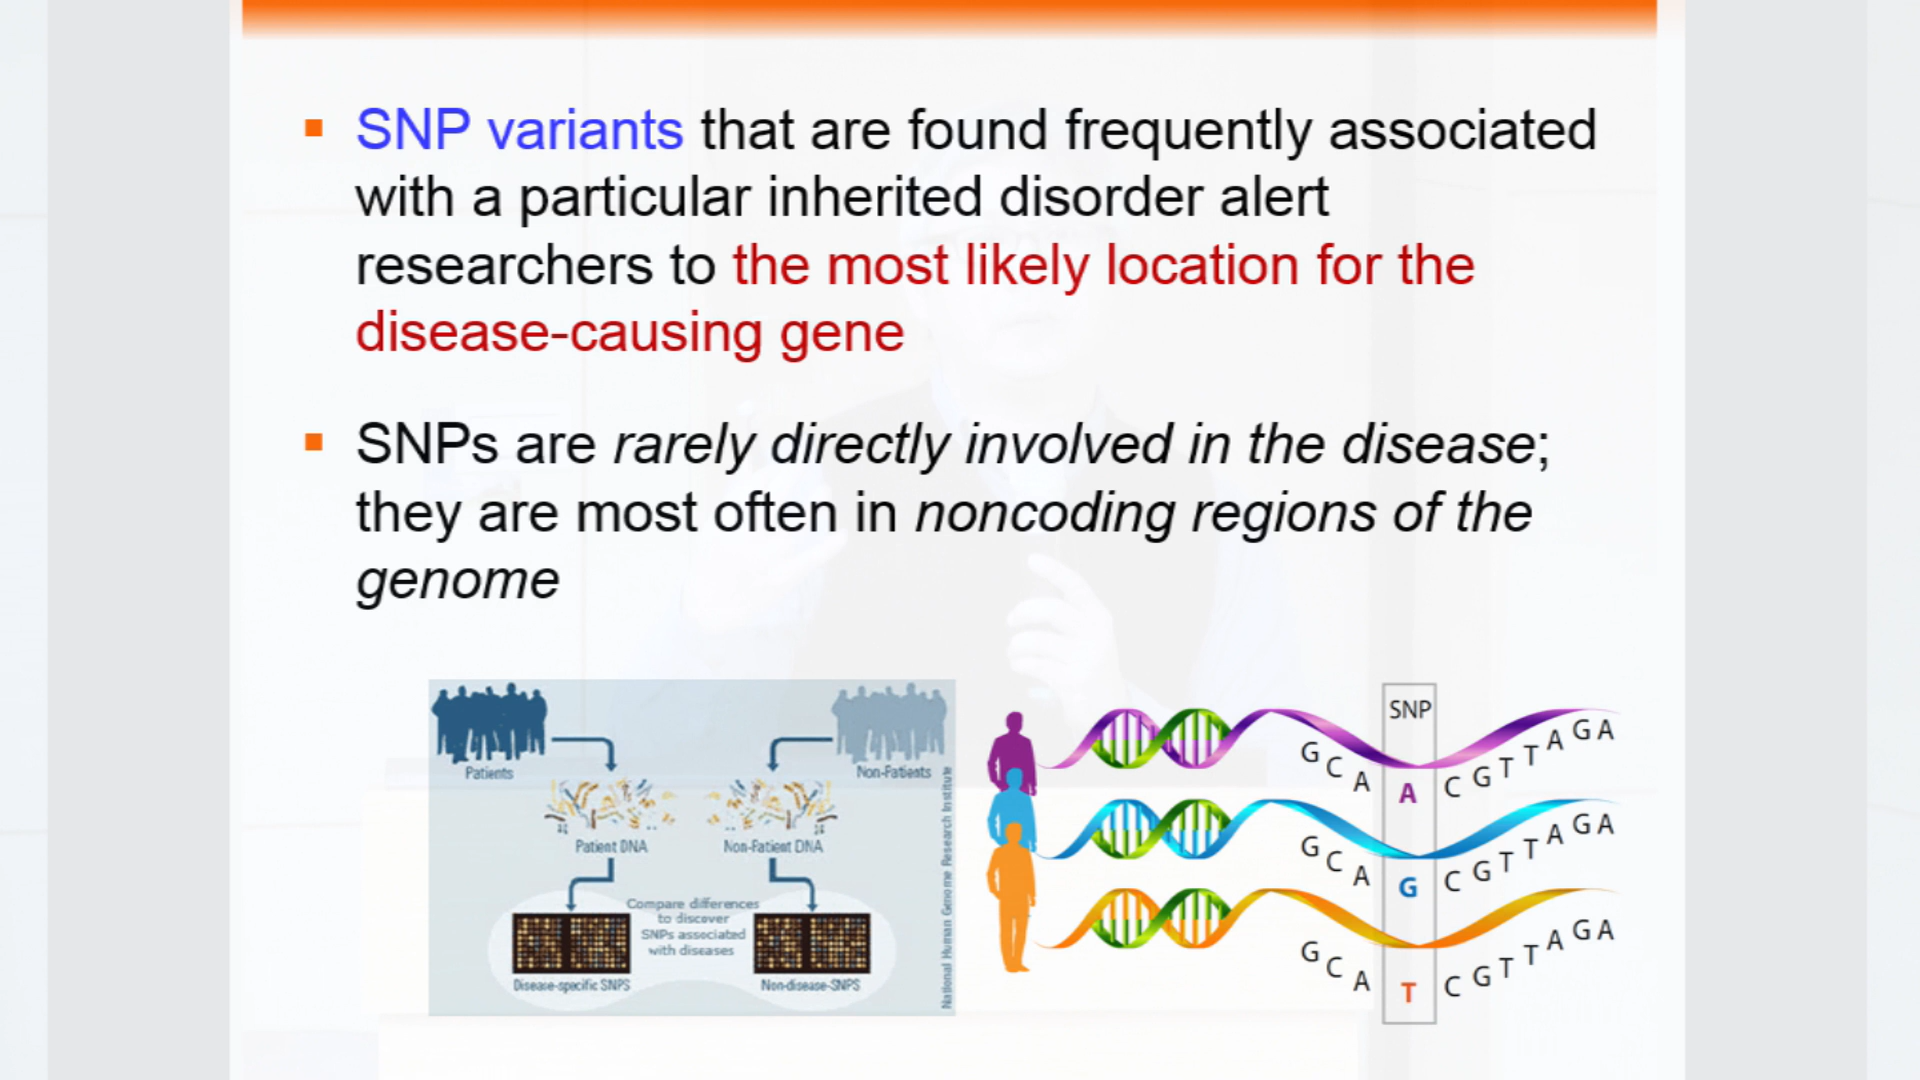 SNP variants that are found frequently associated
with a particular inherited disorder alert
researchers to the most likely location for the
disease-causing gene
SNPs are rarely directly involved in the disease;
they are most often in noncoding regions of the
genome
Patients
Non-Patients
Patient DNA
Non-Patient DNA
Compare differences
to discover
SNPs associated
with diseases
Disease-specific SNPS
Non-disease-SNPS
National Human Genome Research Institute
SNP
G C A A C G T T A G A
G C A G C G T T A G A
G C A T C G T T A G A